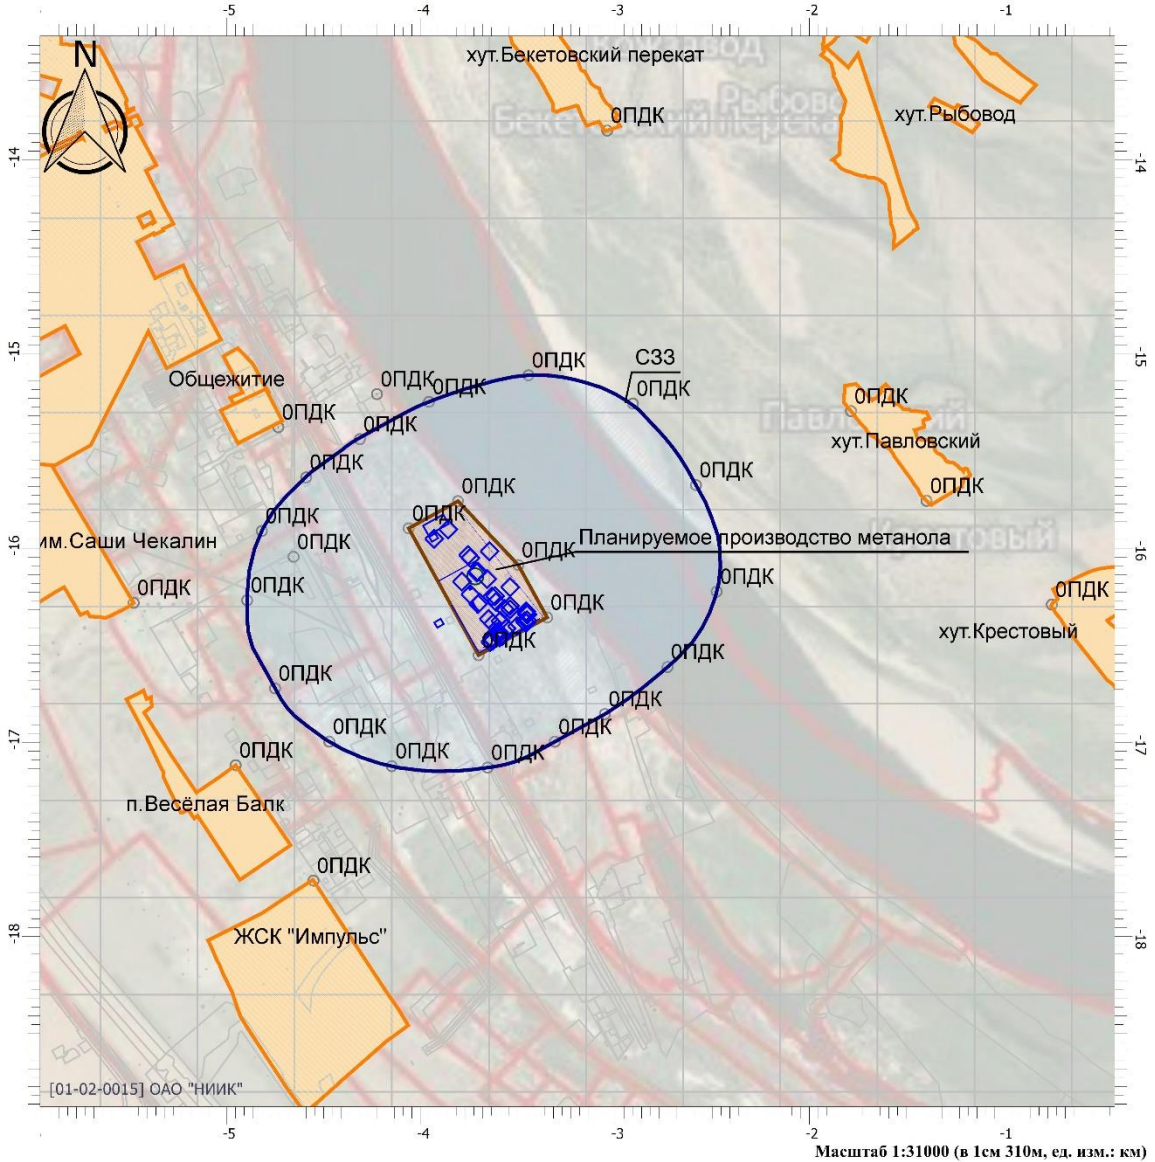 -5 -4 -3 -2 -1
N
хут.Бекетовский перекат
0ПДК
хут.Рыбовод
Рыбово
-14 -14
-15 -15
Общежитие
0ПДК
0ПДК
0ПДК
0ПДК
СЗЗ
0ПДК
0ПДК
0ПДК
Павло
хут.Павловский
0ПДК
0ПДК
0ПДК
0ПДК
0ПДК
0ПДК
0ПДК
0ПДК
0ПДК
Планируемое производство метанола
им.Саши Чекалин
-16 -16
0ПДК
0ПДК
0ПДК
0ПДК
0ПДК
0ПДК
хут.Крестовый
0ПДК
0ПДК
0ПДК
0ПДК
0ПДК
0ПДК
0ПДК
0ПДК
-17 -17
п.Весёлая Балк
0ПДК
ЖСК "Импульс"
-18 -18
[01-02-0015] ОАО "НИИК"
-5 -4 -3 -2 -1
Масштаб 1:31000 (в 1см 310м, ед. изм.: км)